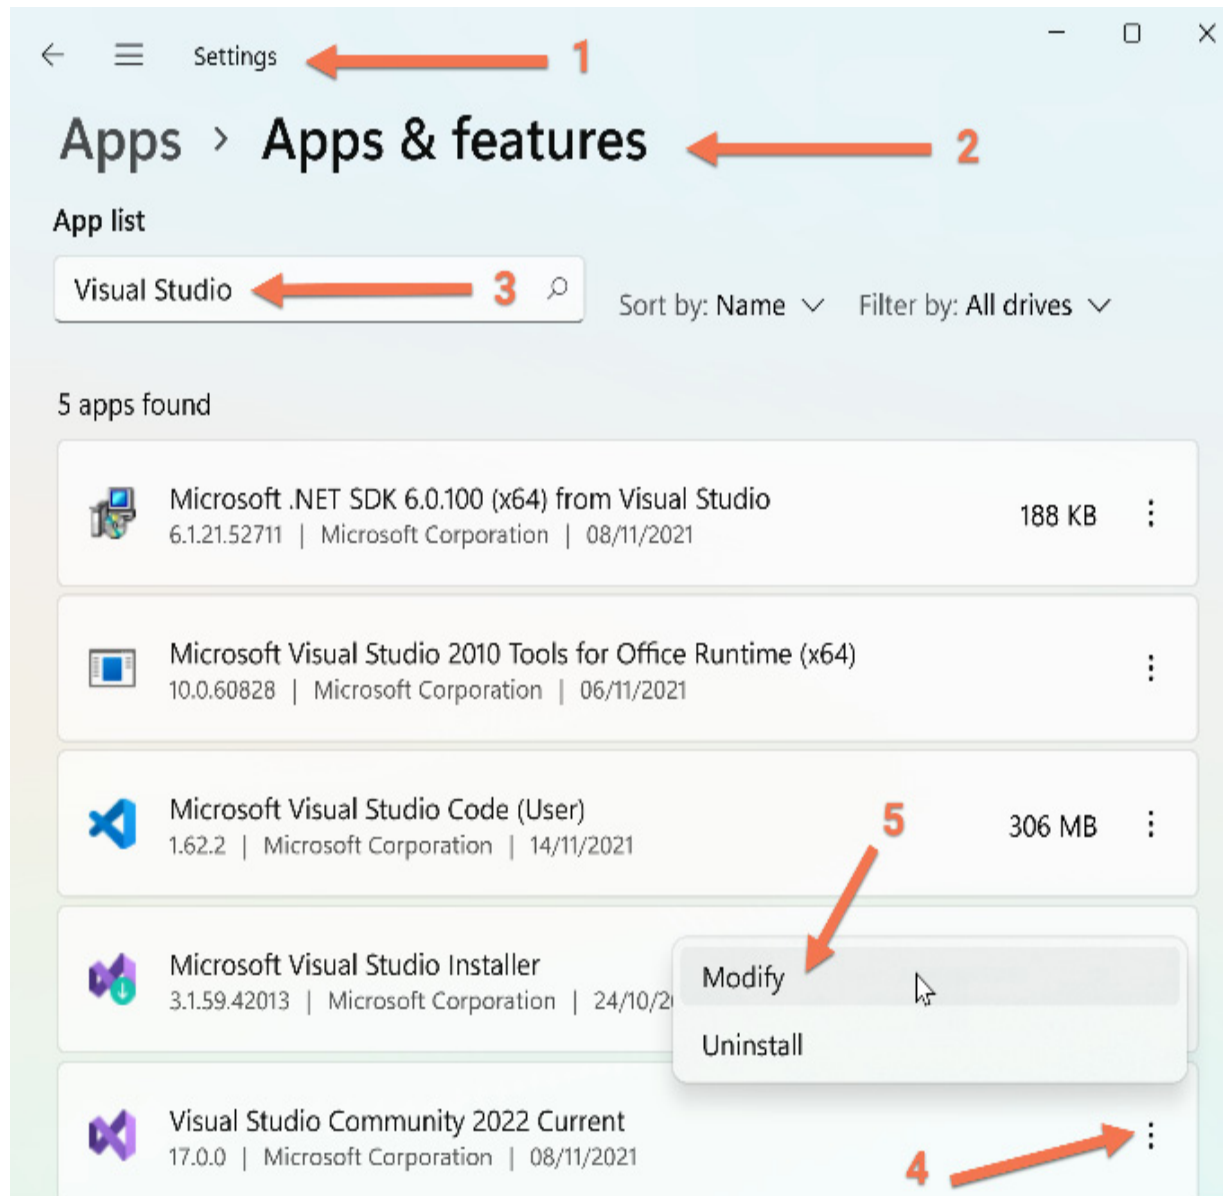 Settings
1
Apps > Apps & features
2
App list
Visual Studio
3
Sort by: Name
Filter by: All drives
5 apps found
Microsoft .NET SDK 6.0.100 (x64) from Visual Studio
6.1.21.52711 | Microsoft Corporation | 08/11/2021
188 KB
Microsoft Visual Studio 2010 Tools for Office Runtime (x64)
10.0.60828 | Microsoft Corporation | 06/11/2021
Microsoft Visual Studio Code (User)
1.62.2 | Microsoft Corporation | 14/11/2021
306 MB
5
Microsoft Visual Studio Installer
3.1.59.42013 | Microsoft Corporation | 24/10/2
Modify
Uninstall
Visual Studio Community 2022 Current
17.0.0 | Microsoft Corporation | 08/11/2021
4